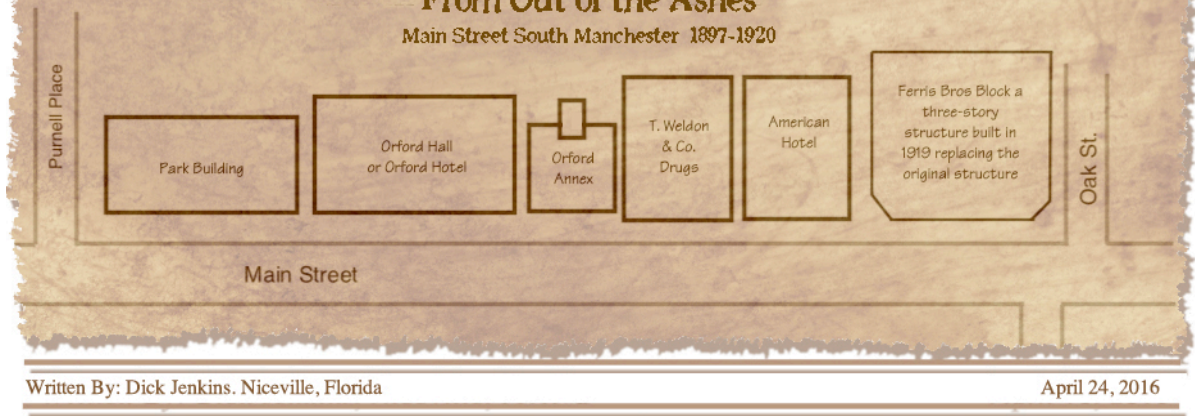 From Out of the Ashes
Main Street South Manchester 1897-1920
Purnell Place
Park Building
Orford Hall
or Orford Hotel
Orford
Annex
T. Weldon
& Co.
Drugs
American
Hotel
Ferris Bros Block a
three-story
structure built in
1919 replacing the
original structure
Oak St.
Main Street
Written By: Dick Jenkins. Niceville, Florida
April 24, 2016